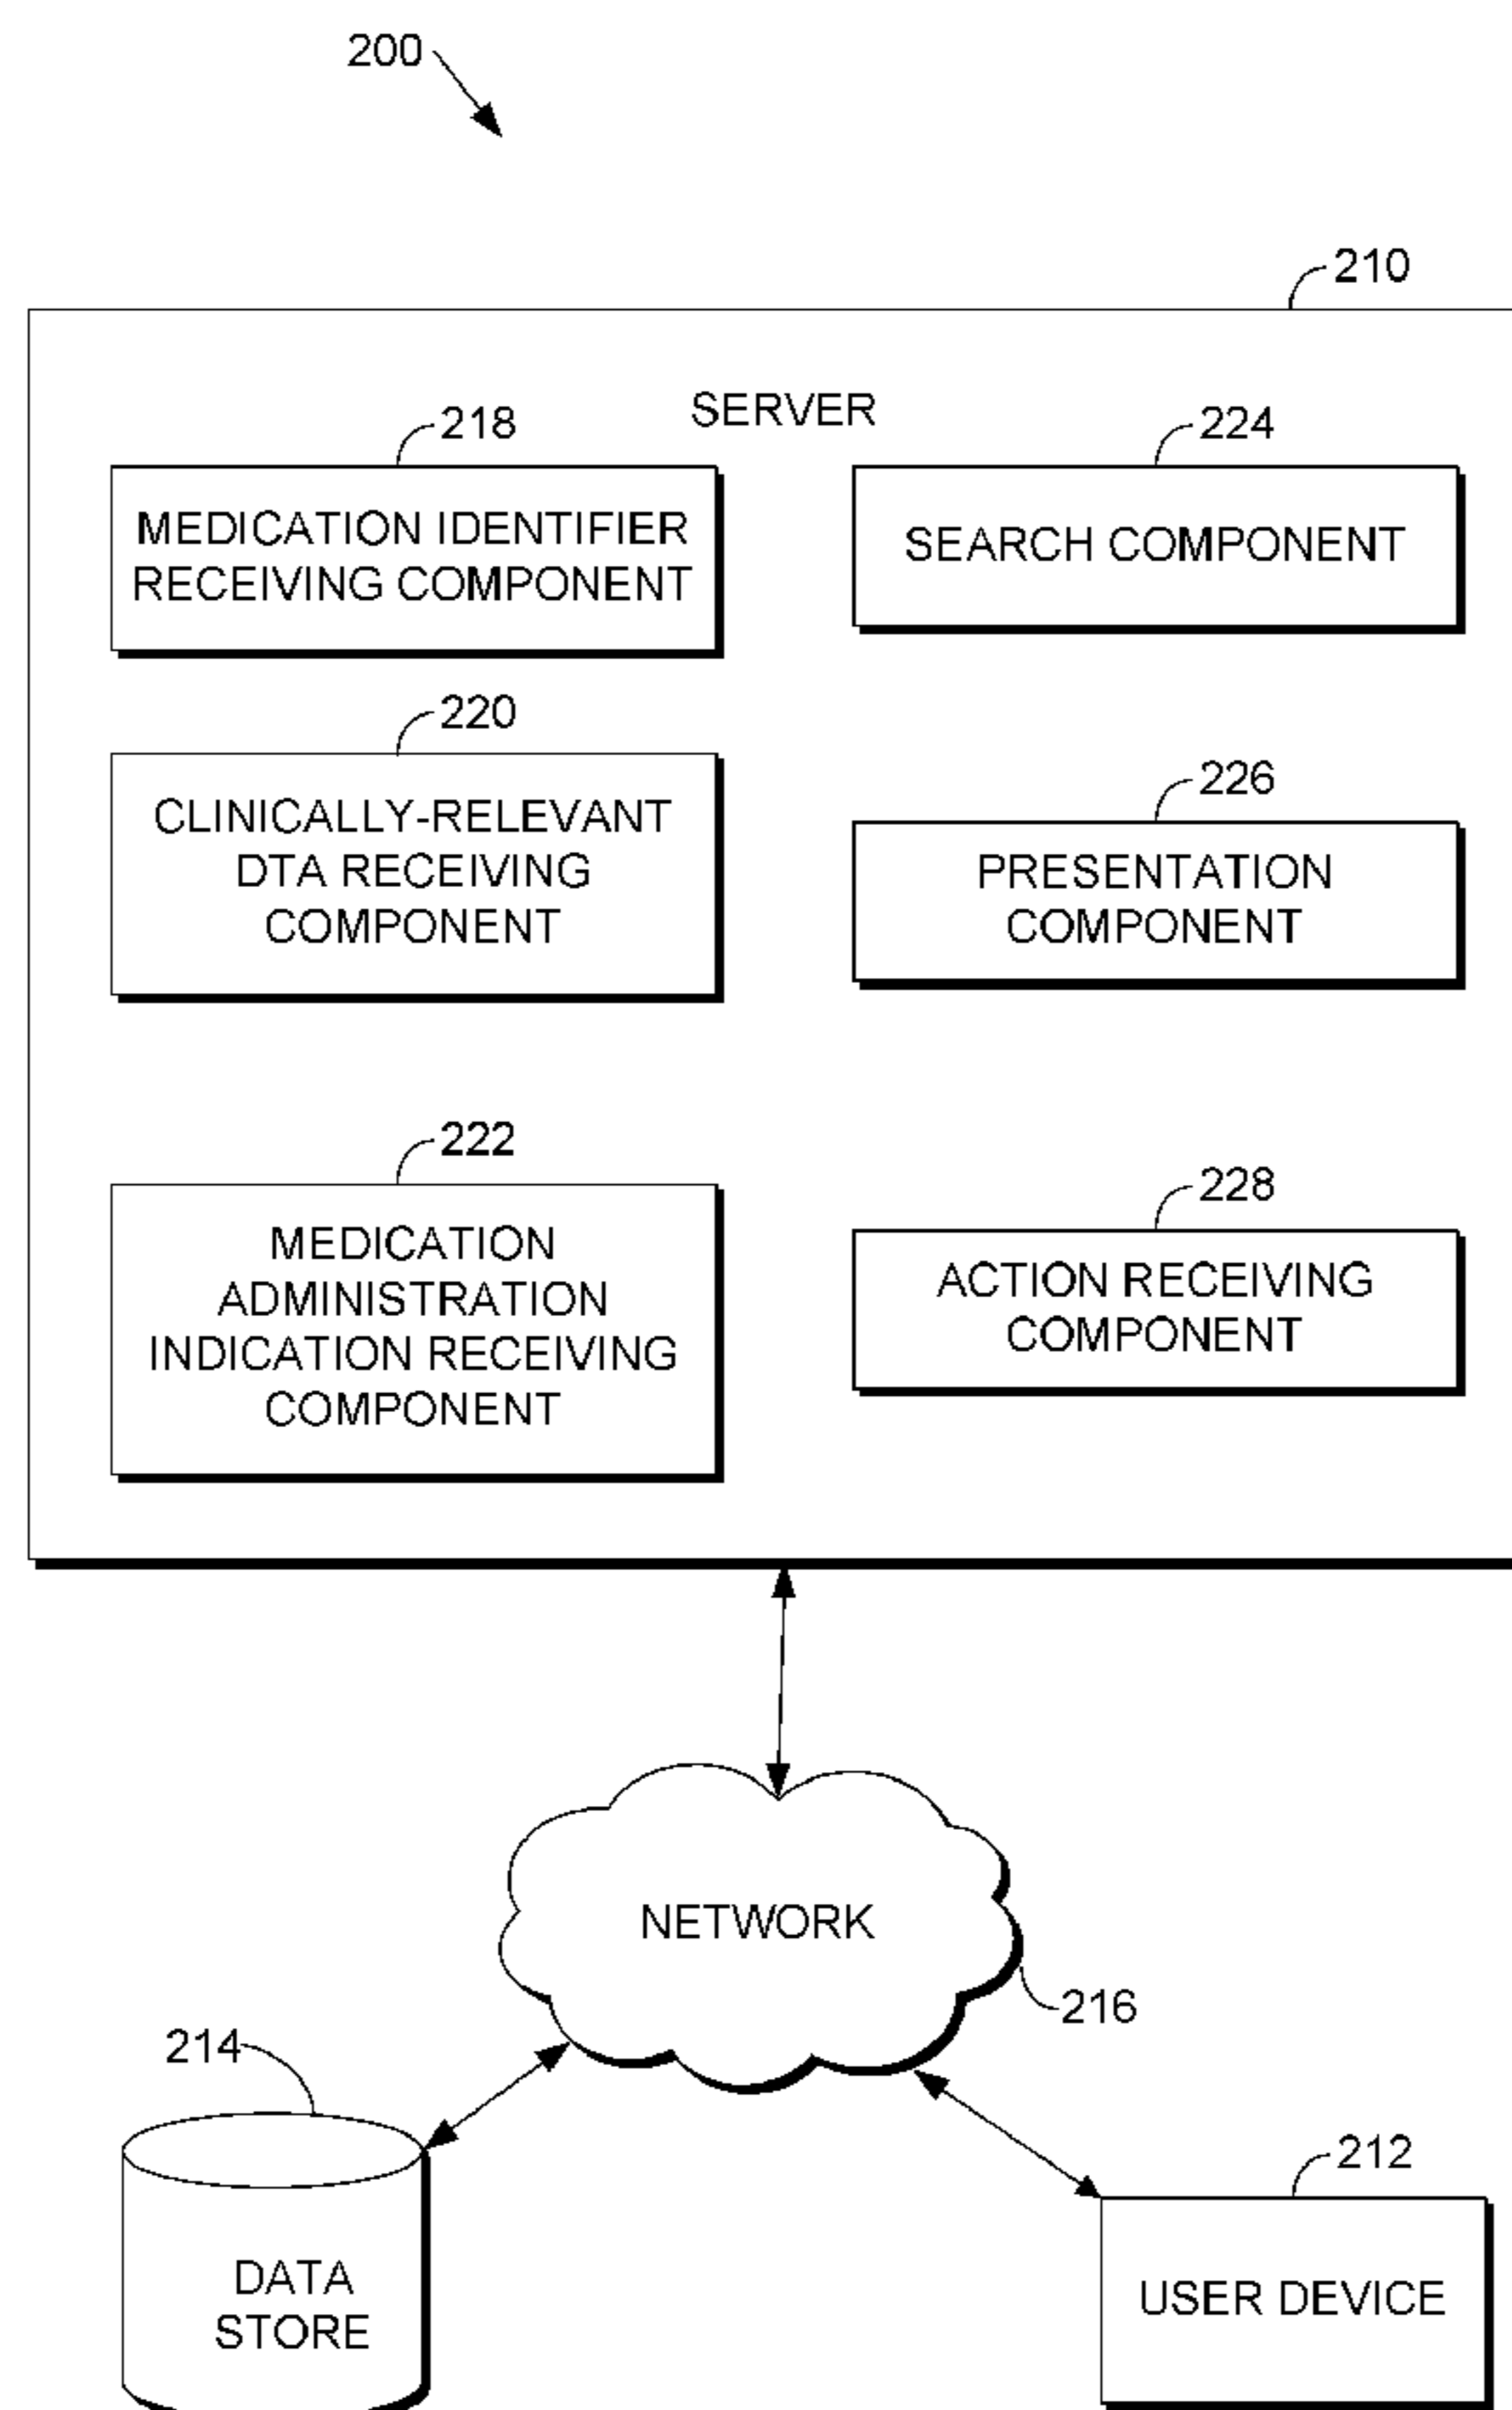 200
210
SERVER
218
MEDICATION IDENTIFIER
RECEIVING COMPONENT
224
SEARCH COMPONENT
220
CLINICALLY-RELEVANT
DTA RECEIVING
COMPONENT
226
PRESENTATION
COMPONENT
222
MEDICATION
ADMINISTRATION
INDICATION RECEIVING
COMPONENT
228
ACTION RECEIVING
COMPONENT
NETWORK
216
214
DATA
STORE
212
USER DEVICE